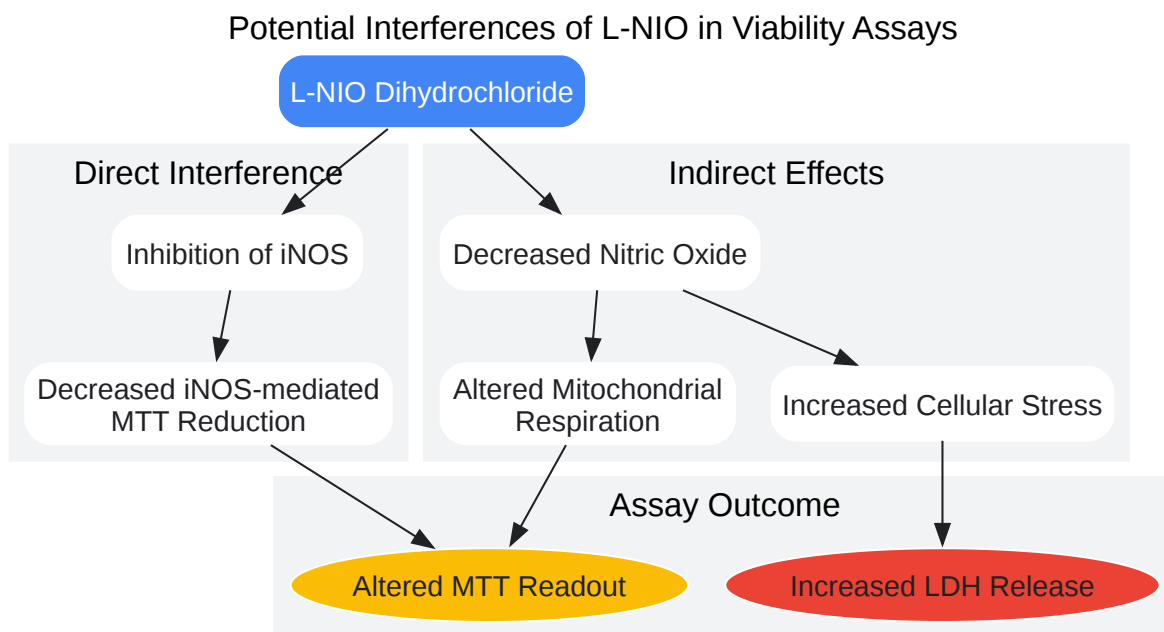 Potential Interferences of L-NIO in Viability Assays
L-NIO Dihydrochloride
Direct Interference
Indirect Effects
Inhibition of iNOS
Decreased Nitric Oxide
Decreased iNOS-mediated
MTT Reduction
Altered Mitochondrial
Respiration
Increased Cellular Stress
Assay Outcome
Altered MTT Readout
Increased LDH Release